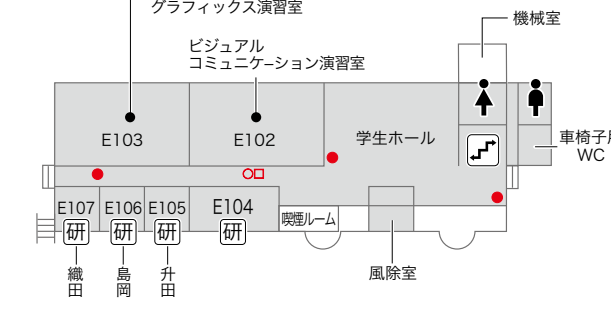 グラフィックス演習室
機械室
ビジュアル
コミュニケーション演習室
E103
E102
学生ホール
車椅子用
WC
E107
E106
E105
E104
研
研
研
研
喫煙ルーム
織田
島岡
升田
風除室